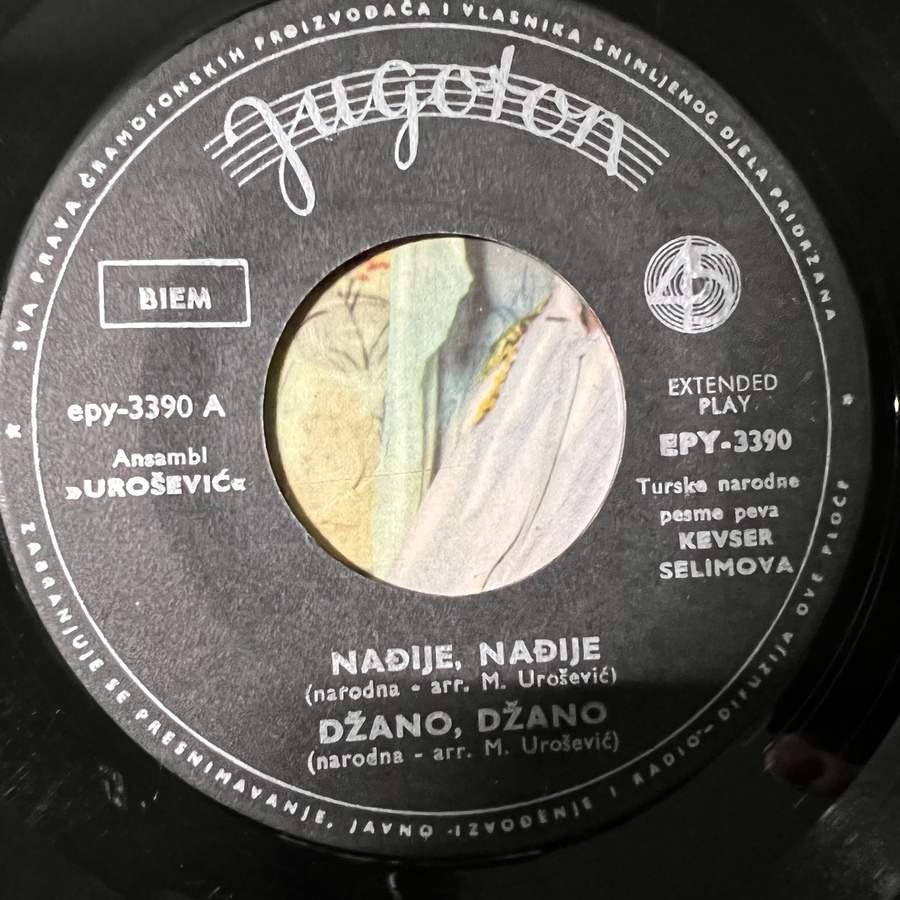 SVA PRAVA GRAMOFONSKIH PROIZVOĐAČA I VLASNIKA SNIMLJENOG DJELA PRIDRŽANA
jugoton
BIEM
45
epy-3390 A
Ansambl
»UROŠEVIĆ«
EXTENDED
PLAY
EPY-3390
Turske narodne
pesme peva
KEVSER
SELIMOVA
NAĐIJE, NAĐIJE
(narodna - arr. M. Urošević)
DŽANO, DŽANO
(narodna - arr. M. Urošević)
ZABRANJUJE SE PRESNIMAVANJE, JAVNO IZVOĐENJE I RADIO - DIFUZIJA OVE PLOČE